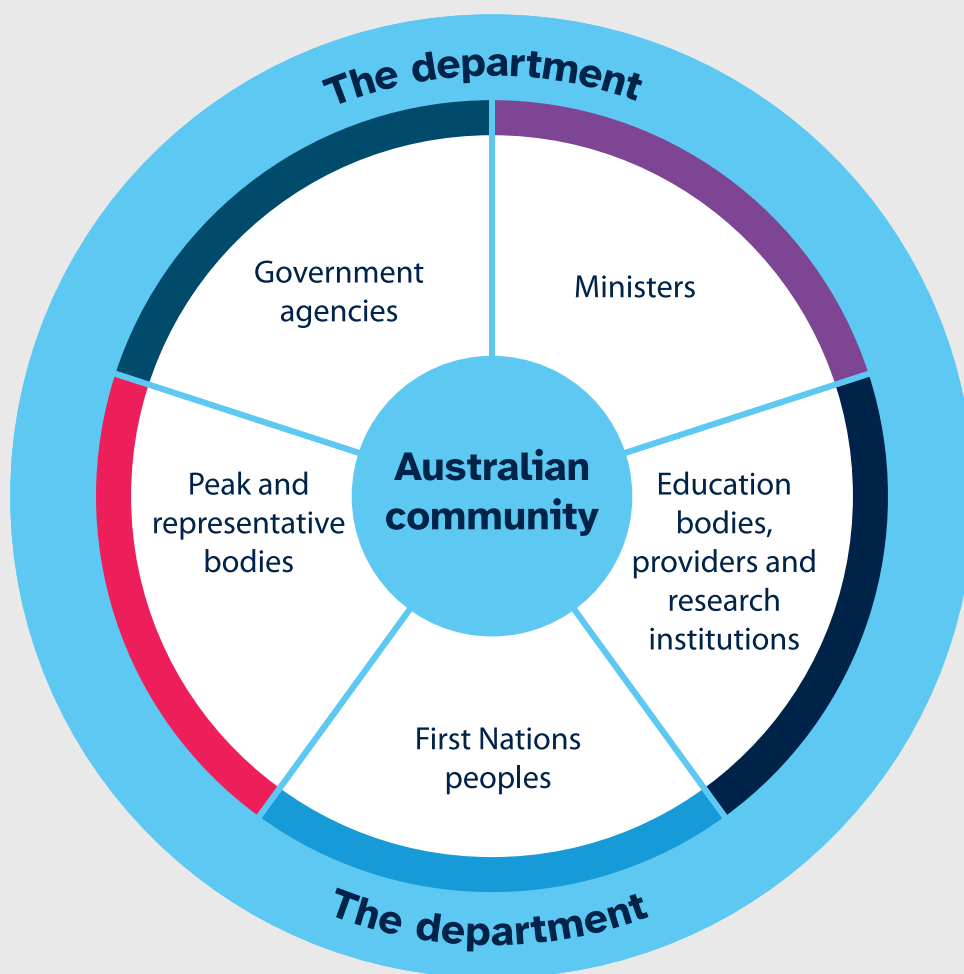 The department
Government
agencies
Ministers
Peak and
representative
bodies
Australian
community
Education
bodies,
providers and
research
institutions
First Nations
peoples
The department